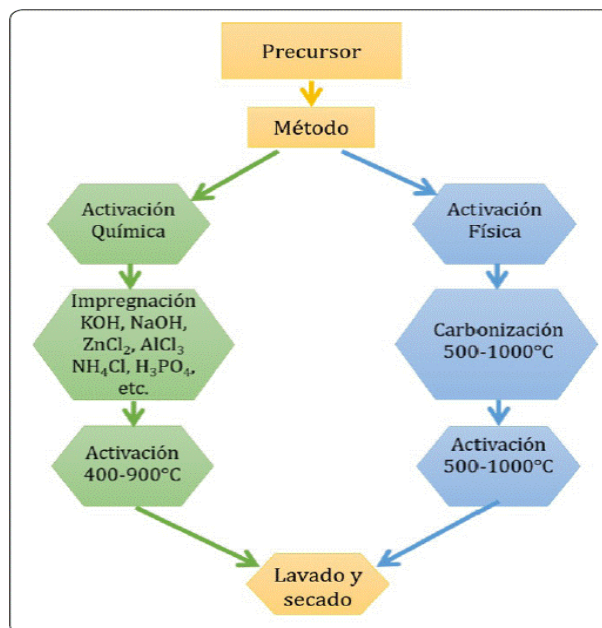 Precursor
Método
Activación
Química
Impregnación
KOH, NaOH,
ZnCl₂, AlCl₃
NH₄Cl, H₃PO₄,
etc.
Activación
400-900°C
Activación
Física
Carbonización
500-1000°C
Activación
500-1000°C
Lavado y
secado